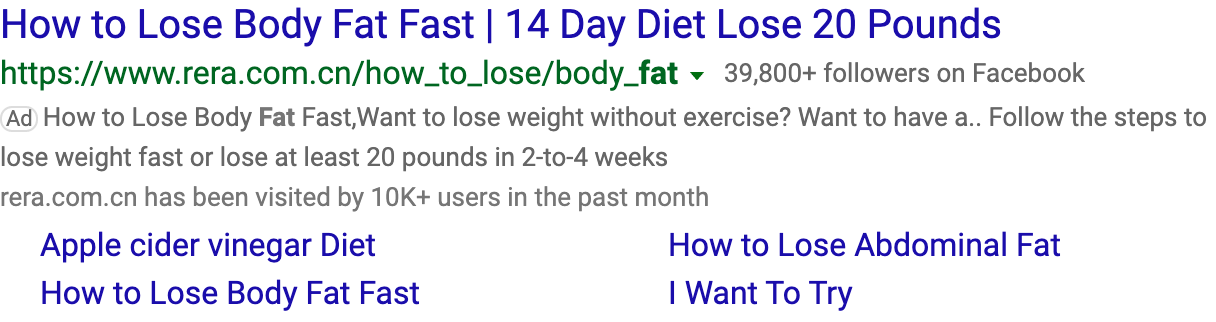 How to Lose Body Fat Fast | 14 Day Diet Lose 20 Pounds
https://www.rera.com.cn/how_to_lose/body_fat 39,800+ followers on Facebook
Ad How to Lose Body Fat Fast,Want to lose weight without exercise? Want to have a.. Follow the steps to
lose weight fast or lose at least 20 pounds in 2-to-4 weeks
rera.com.cn has been visited by 10K+ users in the past month
Apple cider vinegar Diet How to Lose Abdominal Fat
How to Lose Body Fat Fast I Want To Try